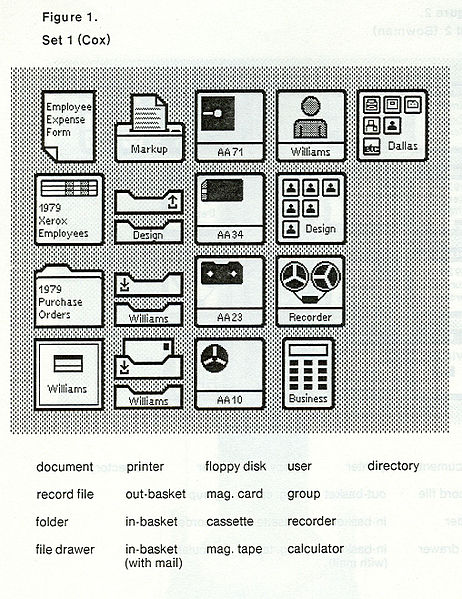 Figure 1.
Set 1 (Cox)
Employee
Expense
Form
Markup
AA71
Williams
etc Dallas
1979
Xerox
Employees
Design
AA34
Design
1979
Purchase
Orders
Williams
AA23
Recorder
Williams
Williams
AA10
Business
document printer floppy disk user directory
record file out-basket mag. card group
folder in-basket cassette recorder
file drawer in-basket mag. tape calculator
(with mail)